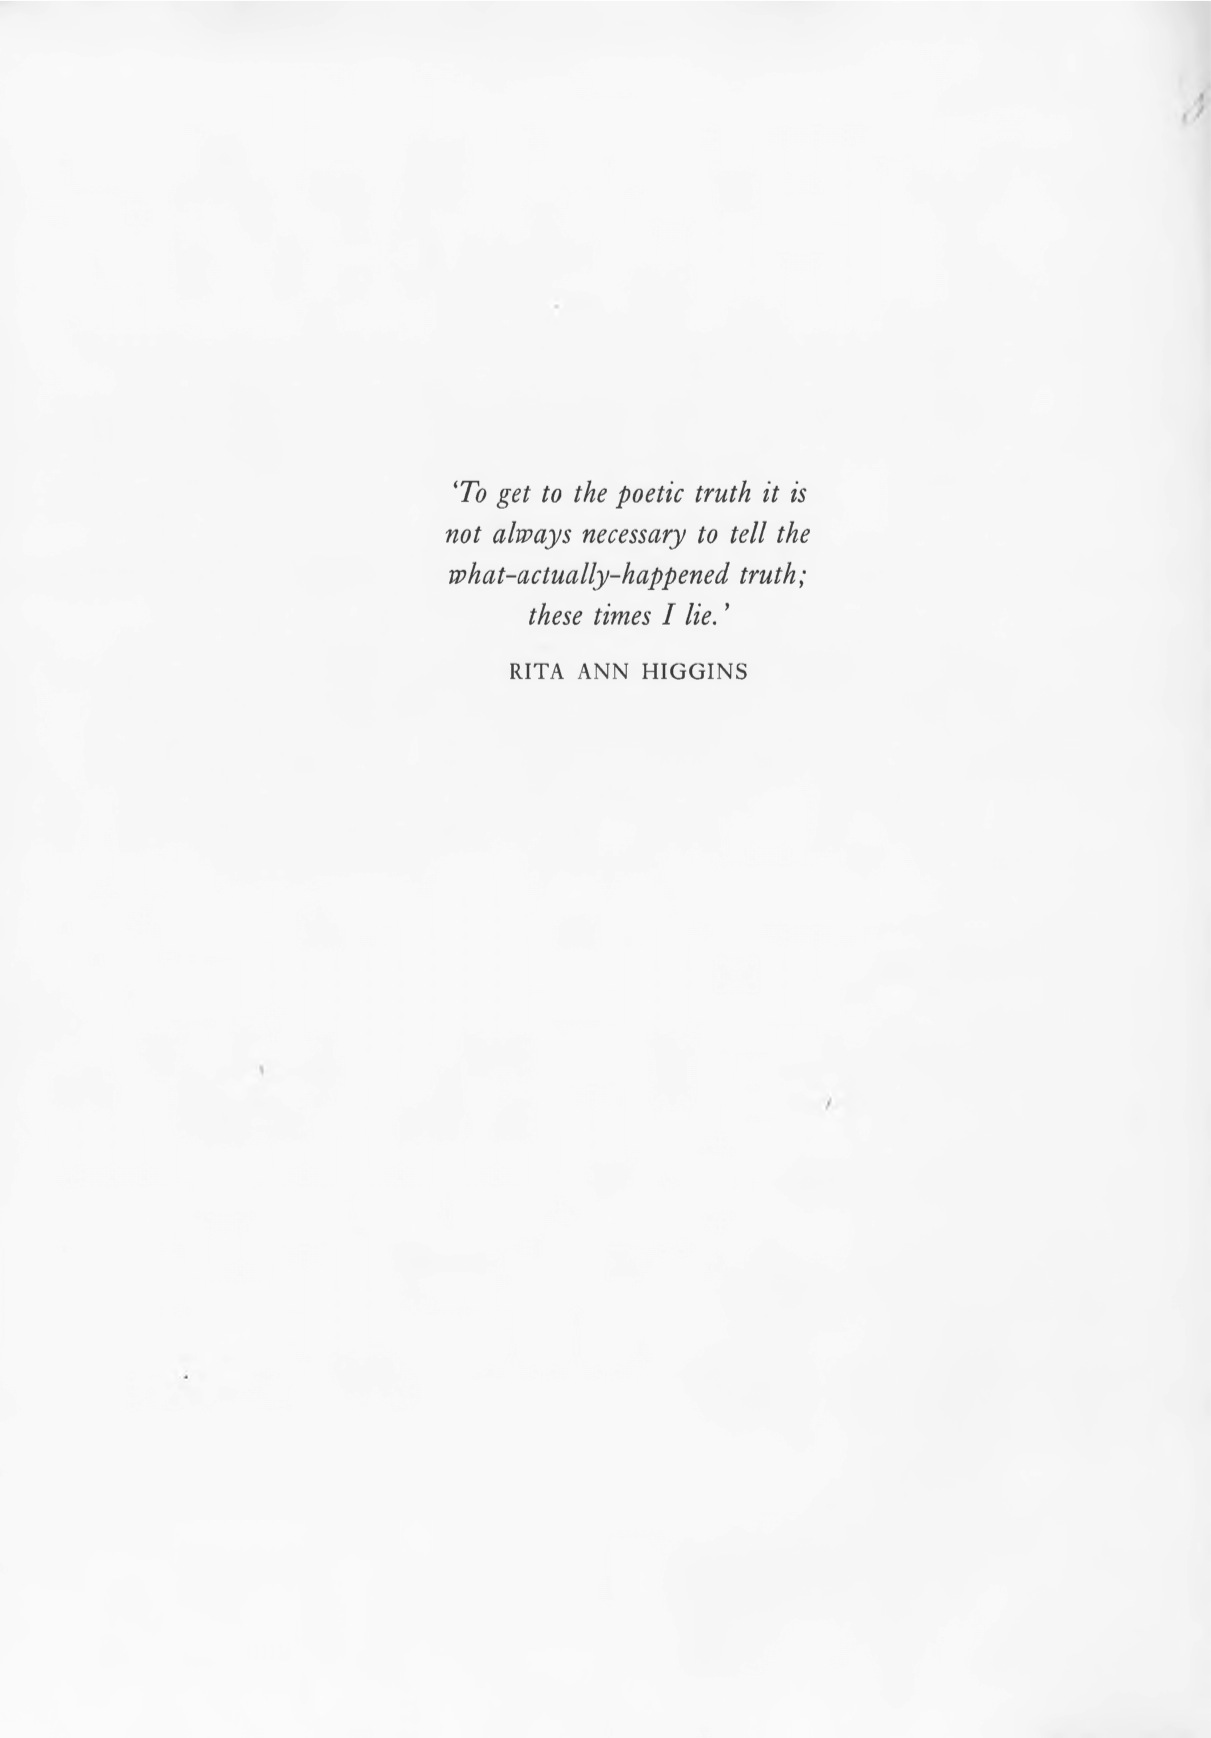 ‘To get to the poetic truth it is
not always necessary to tell the
what-actually-happened truth;
these times I lie.’
RITA ANN HIGGINS